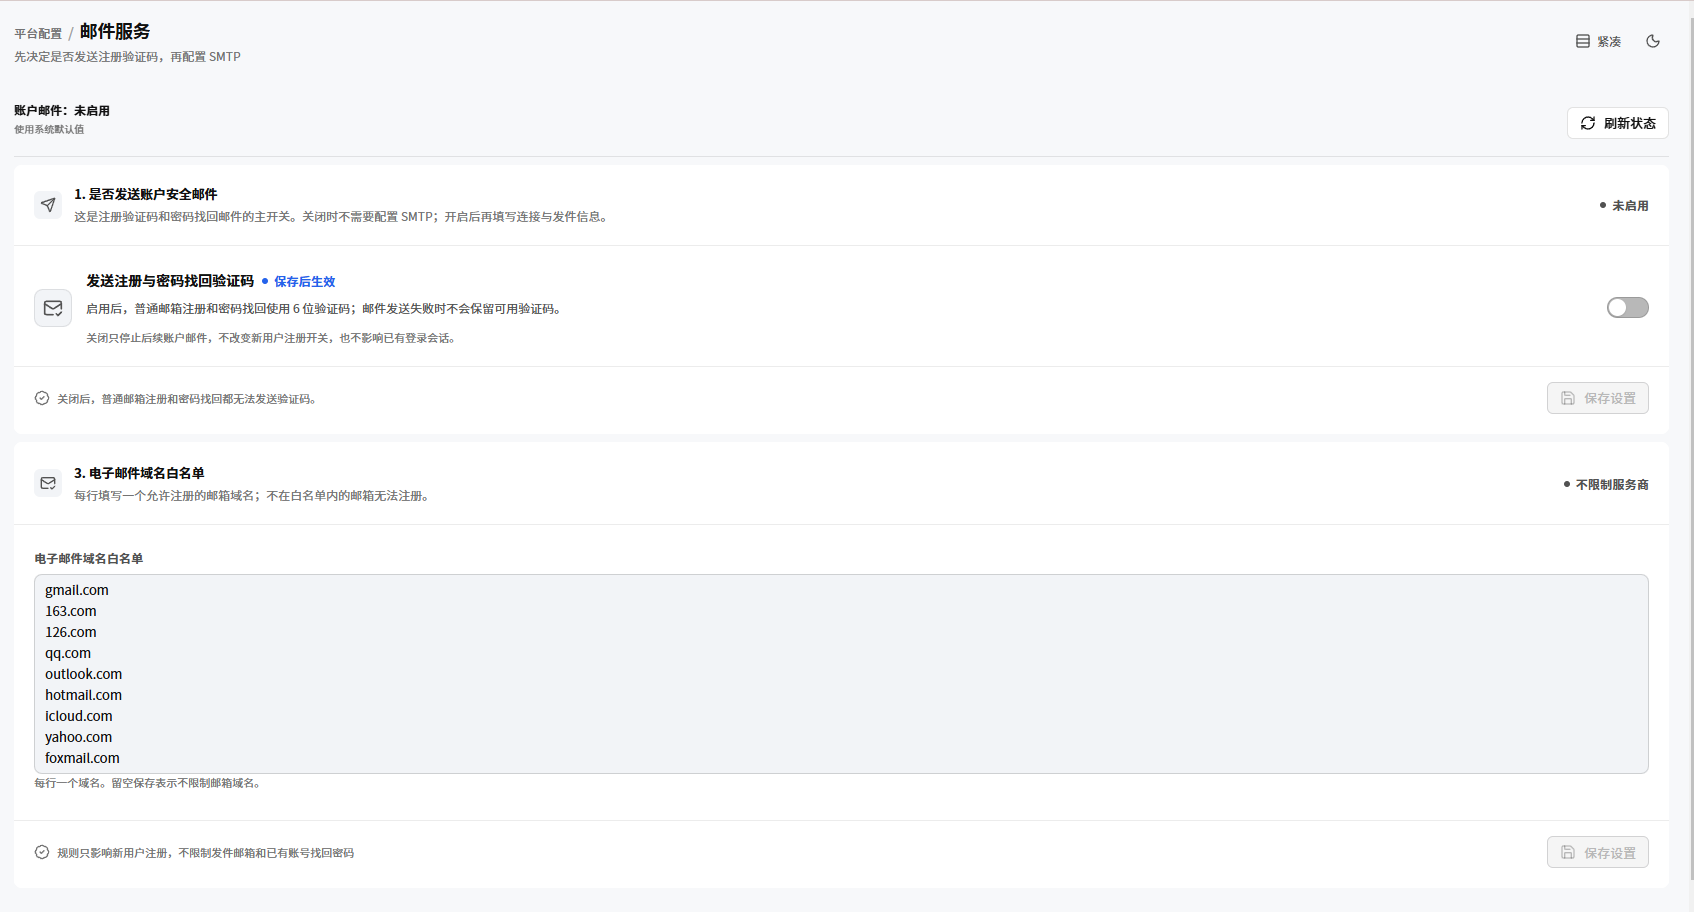 平台配置 / 邮件服务
先决定是否发送注册验证码，再配置 SMTP
紧凑
账户邮件：未启用
使用系统默认值
刷新状态
1. 是否发送账户安全邮件
这是注册验证码和密码找回邮件的主开关。关闭时不需要配置 SMTP；开启后再填写连接与发件信息。
未启用
发送注册与密码找回验证码 保存后生效
启用后，普通邮箱注册和密码找回使用 6 位验证码；邮件发送失败时不会保留可用验证码。
关闭只停止后续账户邮件，不改变新用户注册开关，也不影响已有登录会话。
关闭后，普通邮箱注册和密码找回都无法发送验证码。
保存设置
3. 电子邮件域名白名单
每行填写一个允许注册的邮箱域名；不在白名单内的邮箱无法注册。
不限制服务商
电子邮件域名白名单
gmail.com
163.com
126.com
qq.com
outlook.com
hotmail.com
icloud.com
yahoo.com
foxmail.com
每行一个域名。留空保存表示不限制邮箱域名。
规则只影响新用户注册，不限制发件邮箱和已有账号找回密码
保存设置